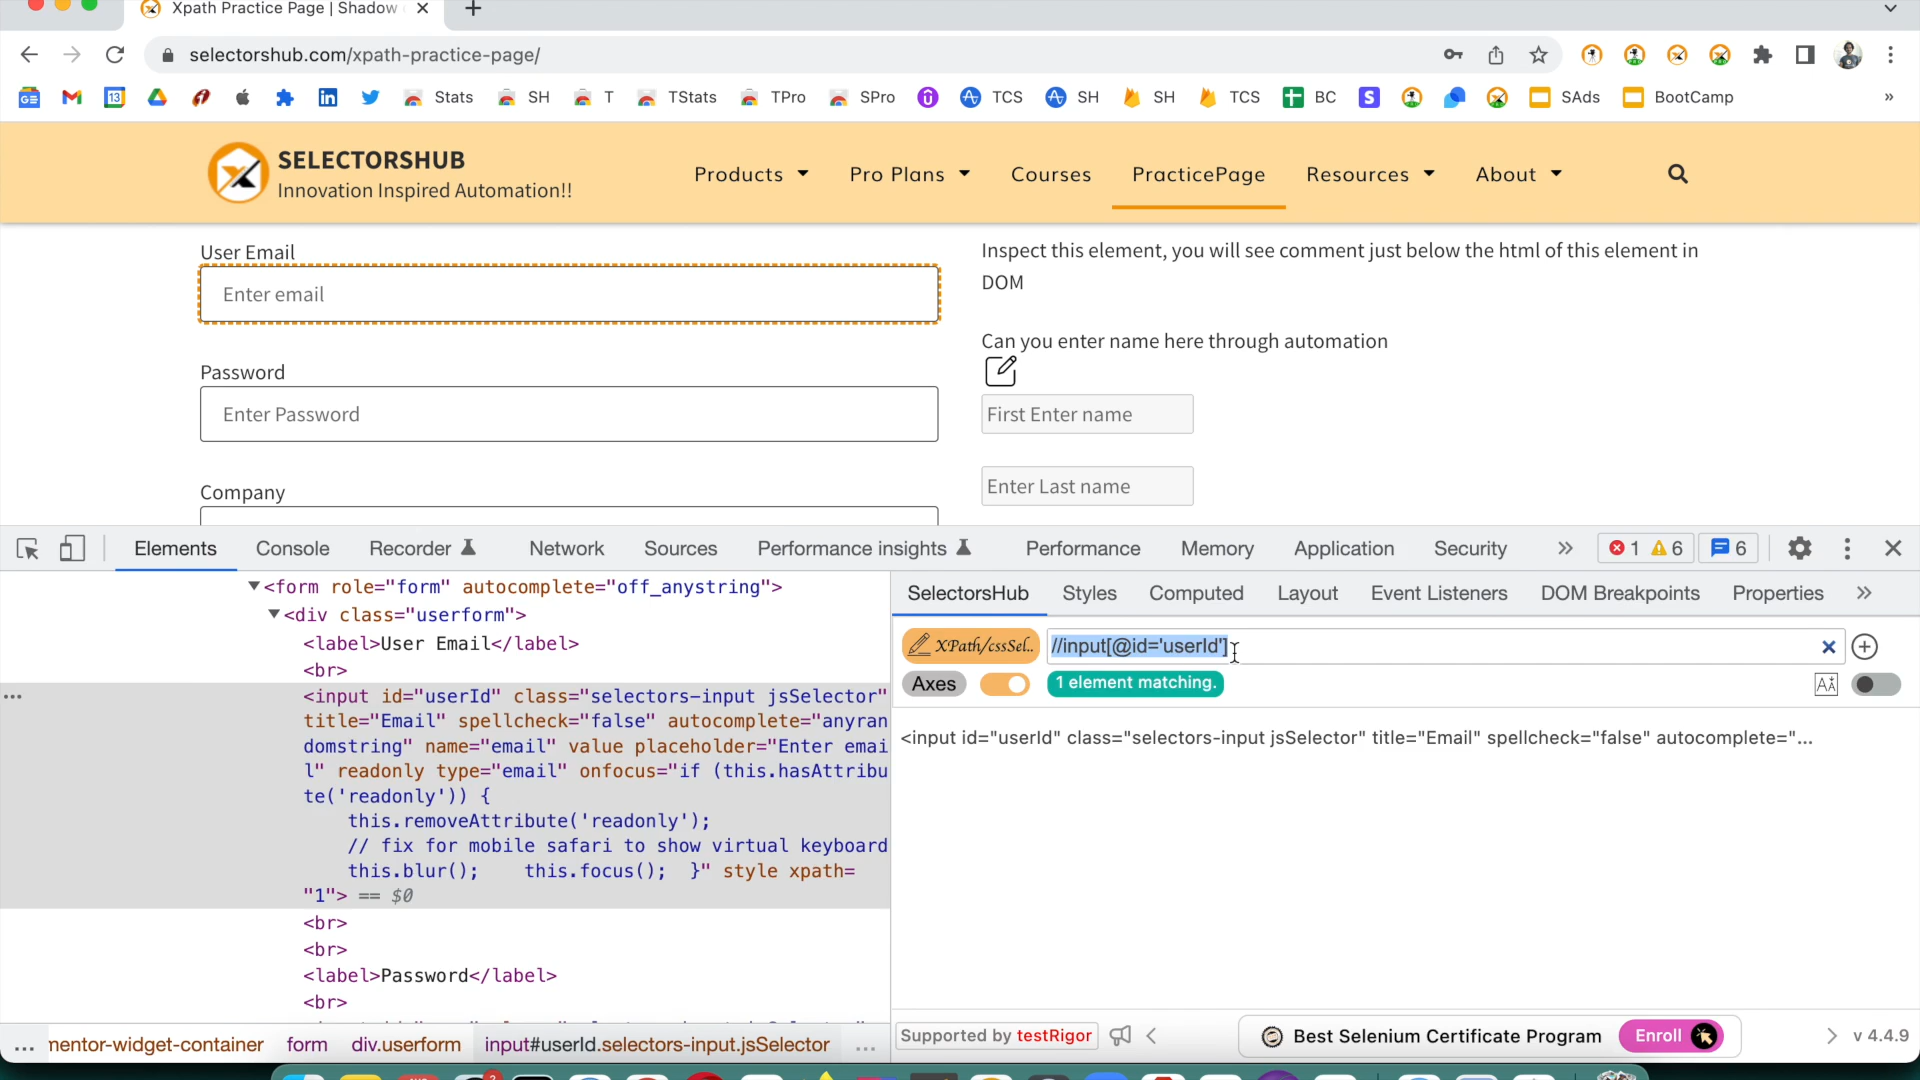 Xpath Practice Page | Shadow
selectorshub.com/xpath-practice-page/
Stats SH T TStats TPro SPro TCS SH SH TCS BC SAds BootCamp »
SELECTORSHUB
Innovation Inspired Automation!!
Products Pro Plans Courses PracticePage Resources About
User Email
Enter email
Password
Enter Password
Company
Inspect this element, you will see comment just below the html of this element in
DOM
Can you enter name here through automation
First Enter name
Enter Last name
Elements Console Recorder Network Sources Performance insights Performance Memory Application Security » 1 6 6
<form role="form" autocomplete="off_anystring">
<div class="userform">
<label>User Email</label>
<br>
<input id="userId" class="selectors-input jsSelector"
title="Email" spellcheck="false" autocomplete="anyran
domstring" name="email" value placeholder="Enter emai
l" readonly type="email" onfocus="if (this.hasAttribu
te('readonly')) {
this.removeAttribute('readonly');
// fix for mobile safari to show virtual keyboard
this.blur();    this.focus();  }" style xpath=
"1"> == $0
<br>
<br>
<label>Password</label>
<br>
... mentor-widget-container form div.userform input#userId.selectors-input.jsSelector ...
SelectorsHub Styles Computed Layout Event Listeners DOM Breakpoints Properties »
XPath/cssSel.. //input[@id='userId']
Axes 1 element matching.
<input id="userId" class="selectors-input jsSelector" title="Email" spellcheck="false" autocomplete="...
Supported by testRigor Best Selenium Certificate Program Enroll v 4.4.9